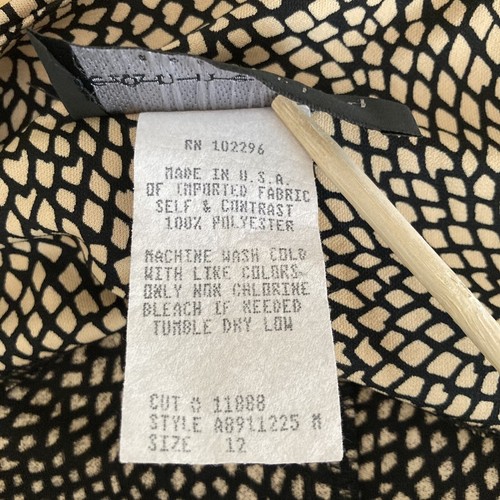 RN 102296
MADE IN U.S.A.
OF IMPORTED FABRIC
SELF & CONTRAST
100% POLYESTER
MACHINE WASH COLD
WITH LIKE COLORS
ONLY NON CHLORINE
BLEACH IF NEEDED
TUMBLE DRY LOW
CUT # 11888
STYLE A8911225 M
SIZE 12